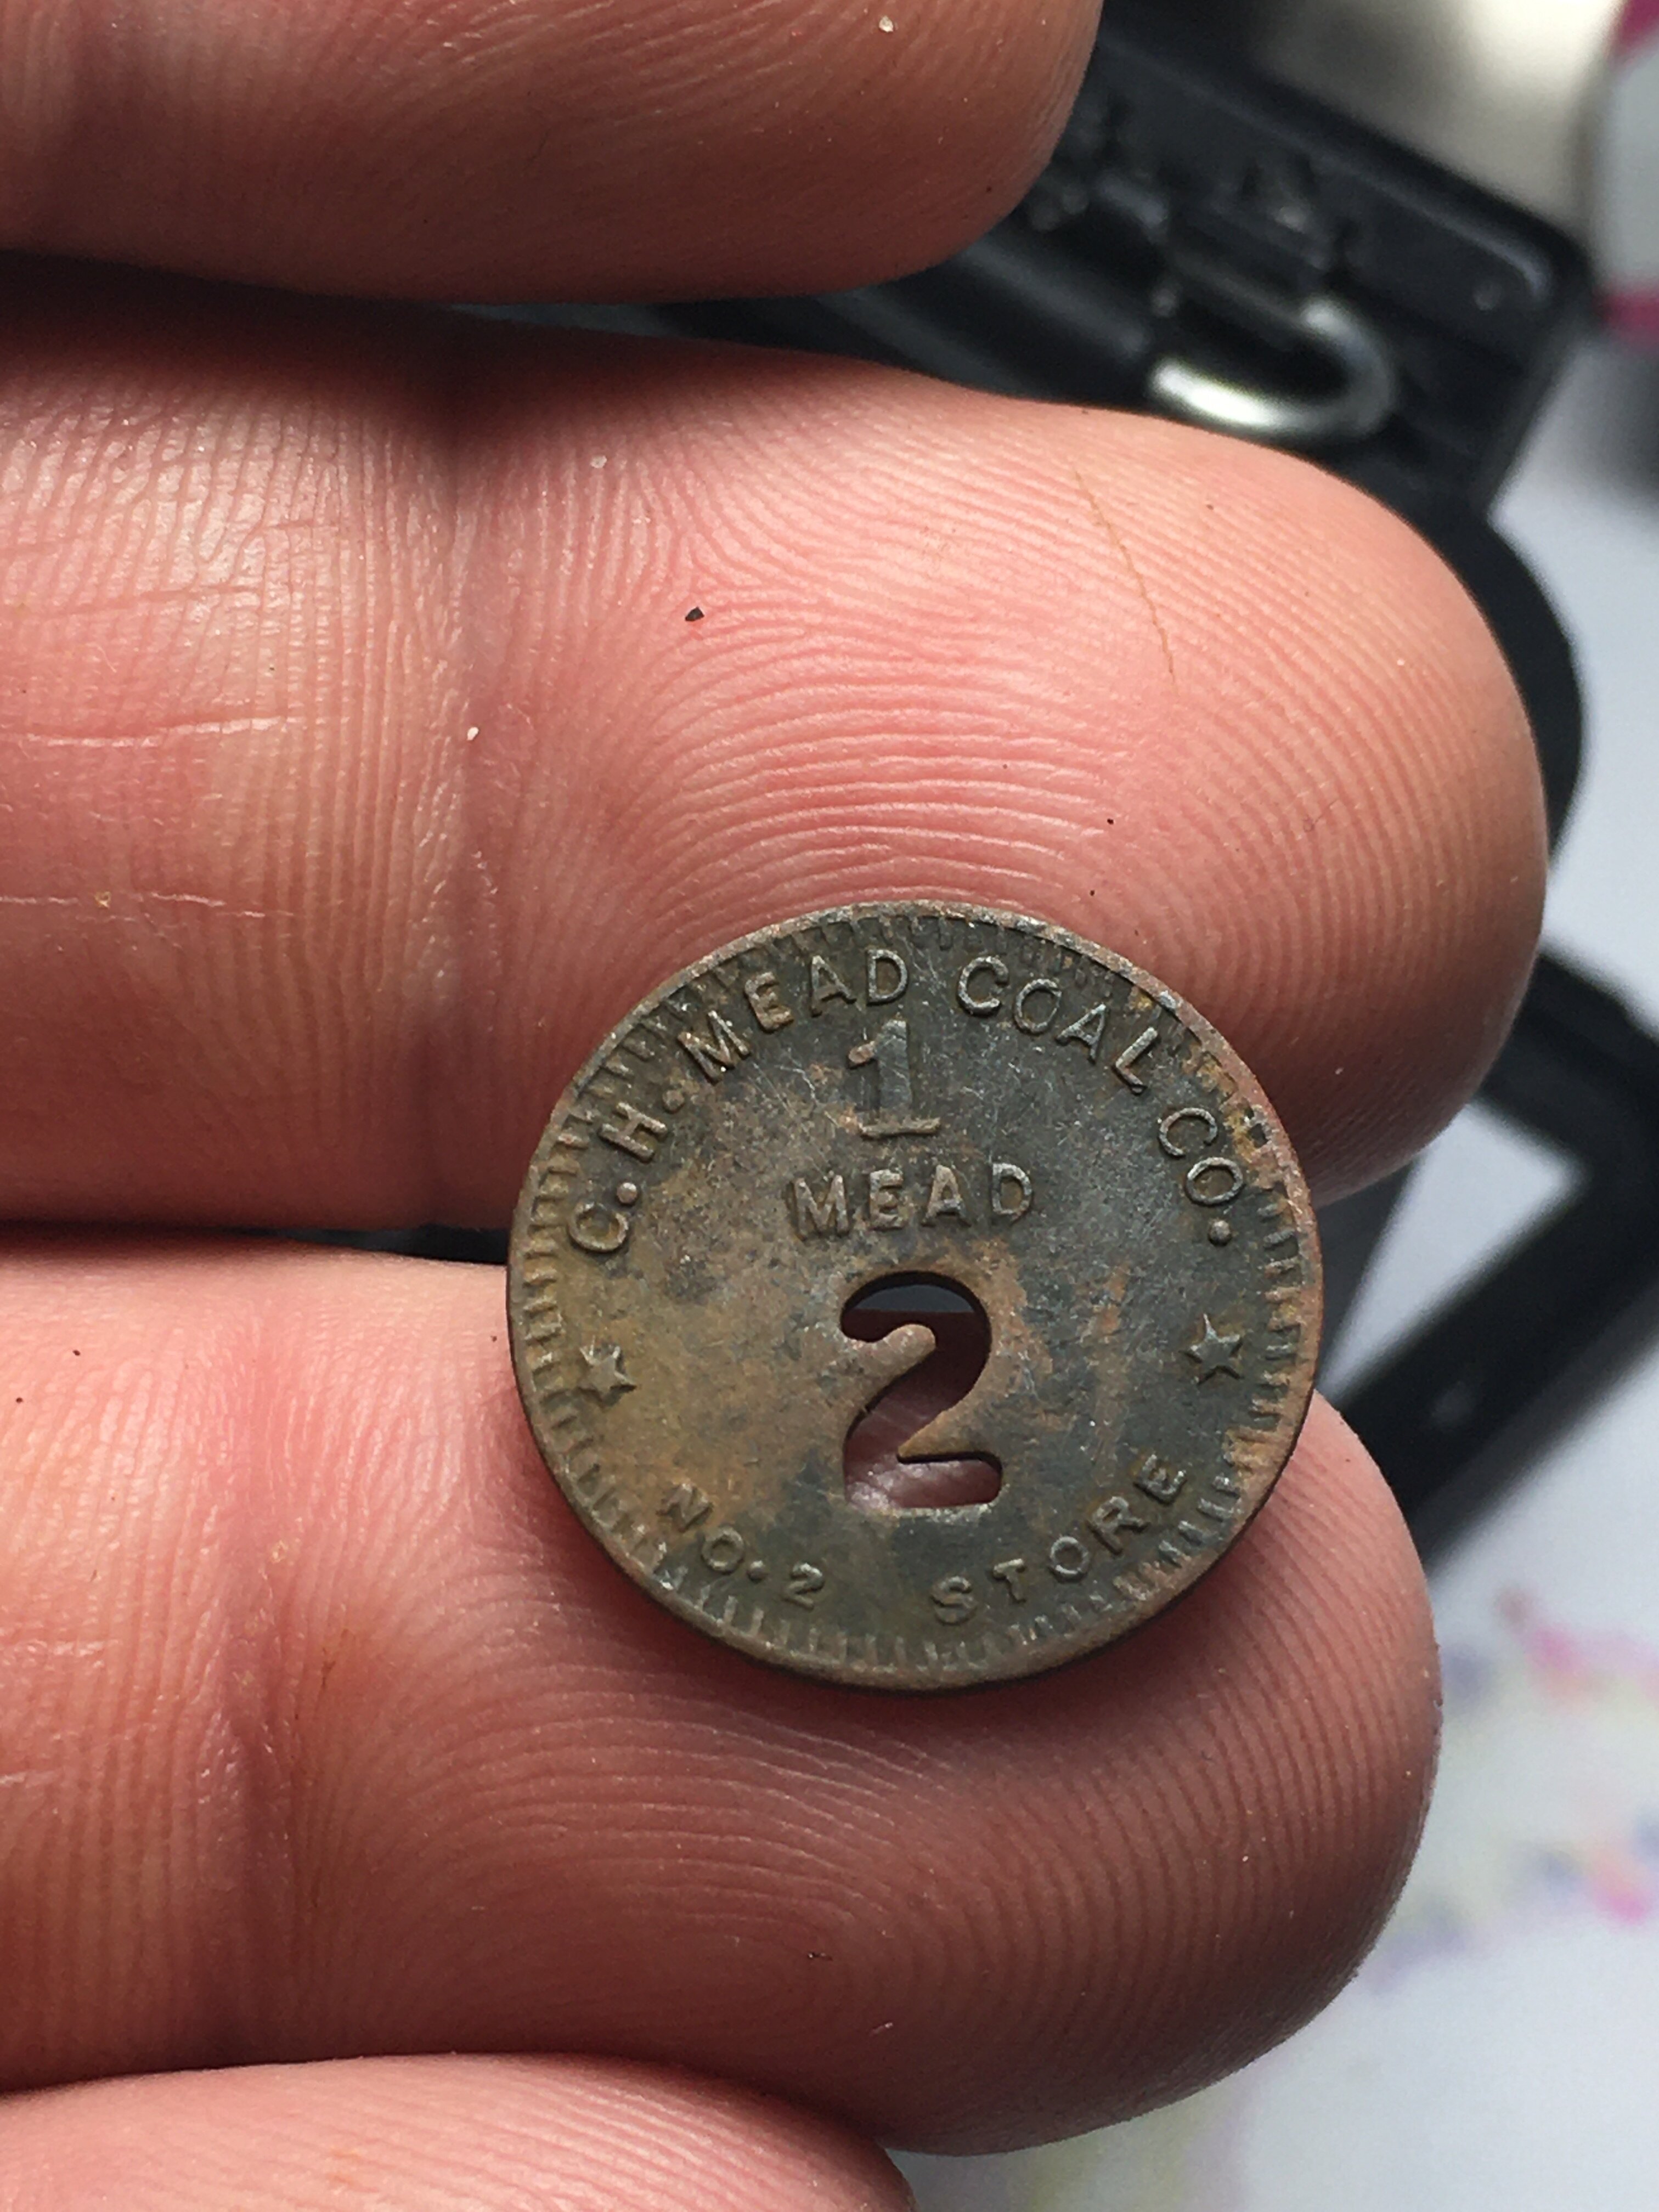 C.H.MEAD COAL CO.
1
MEAD
2
NO.2 STORE